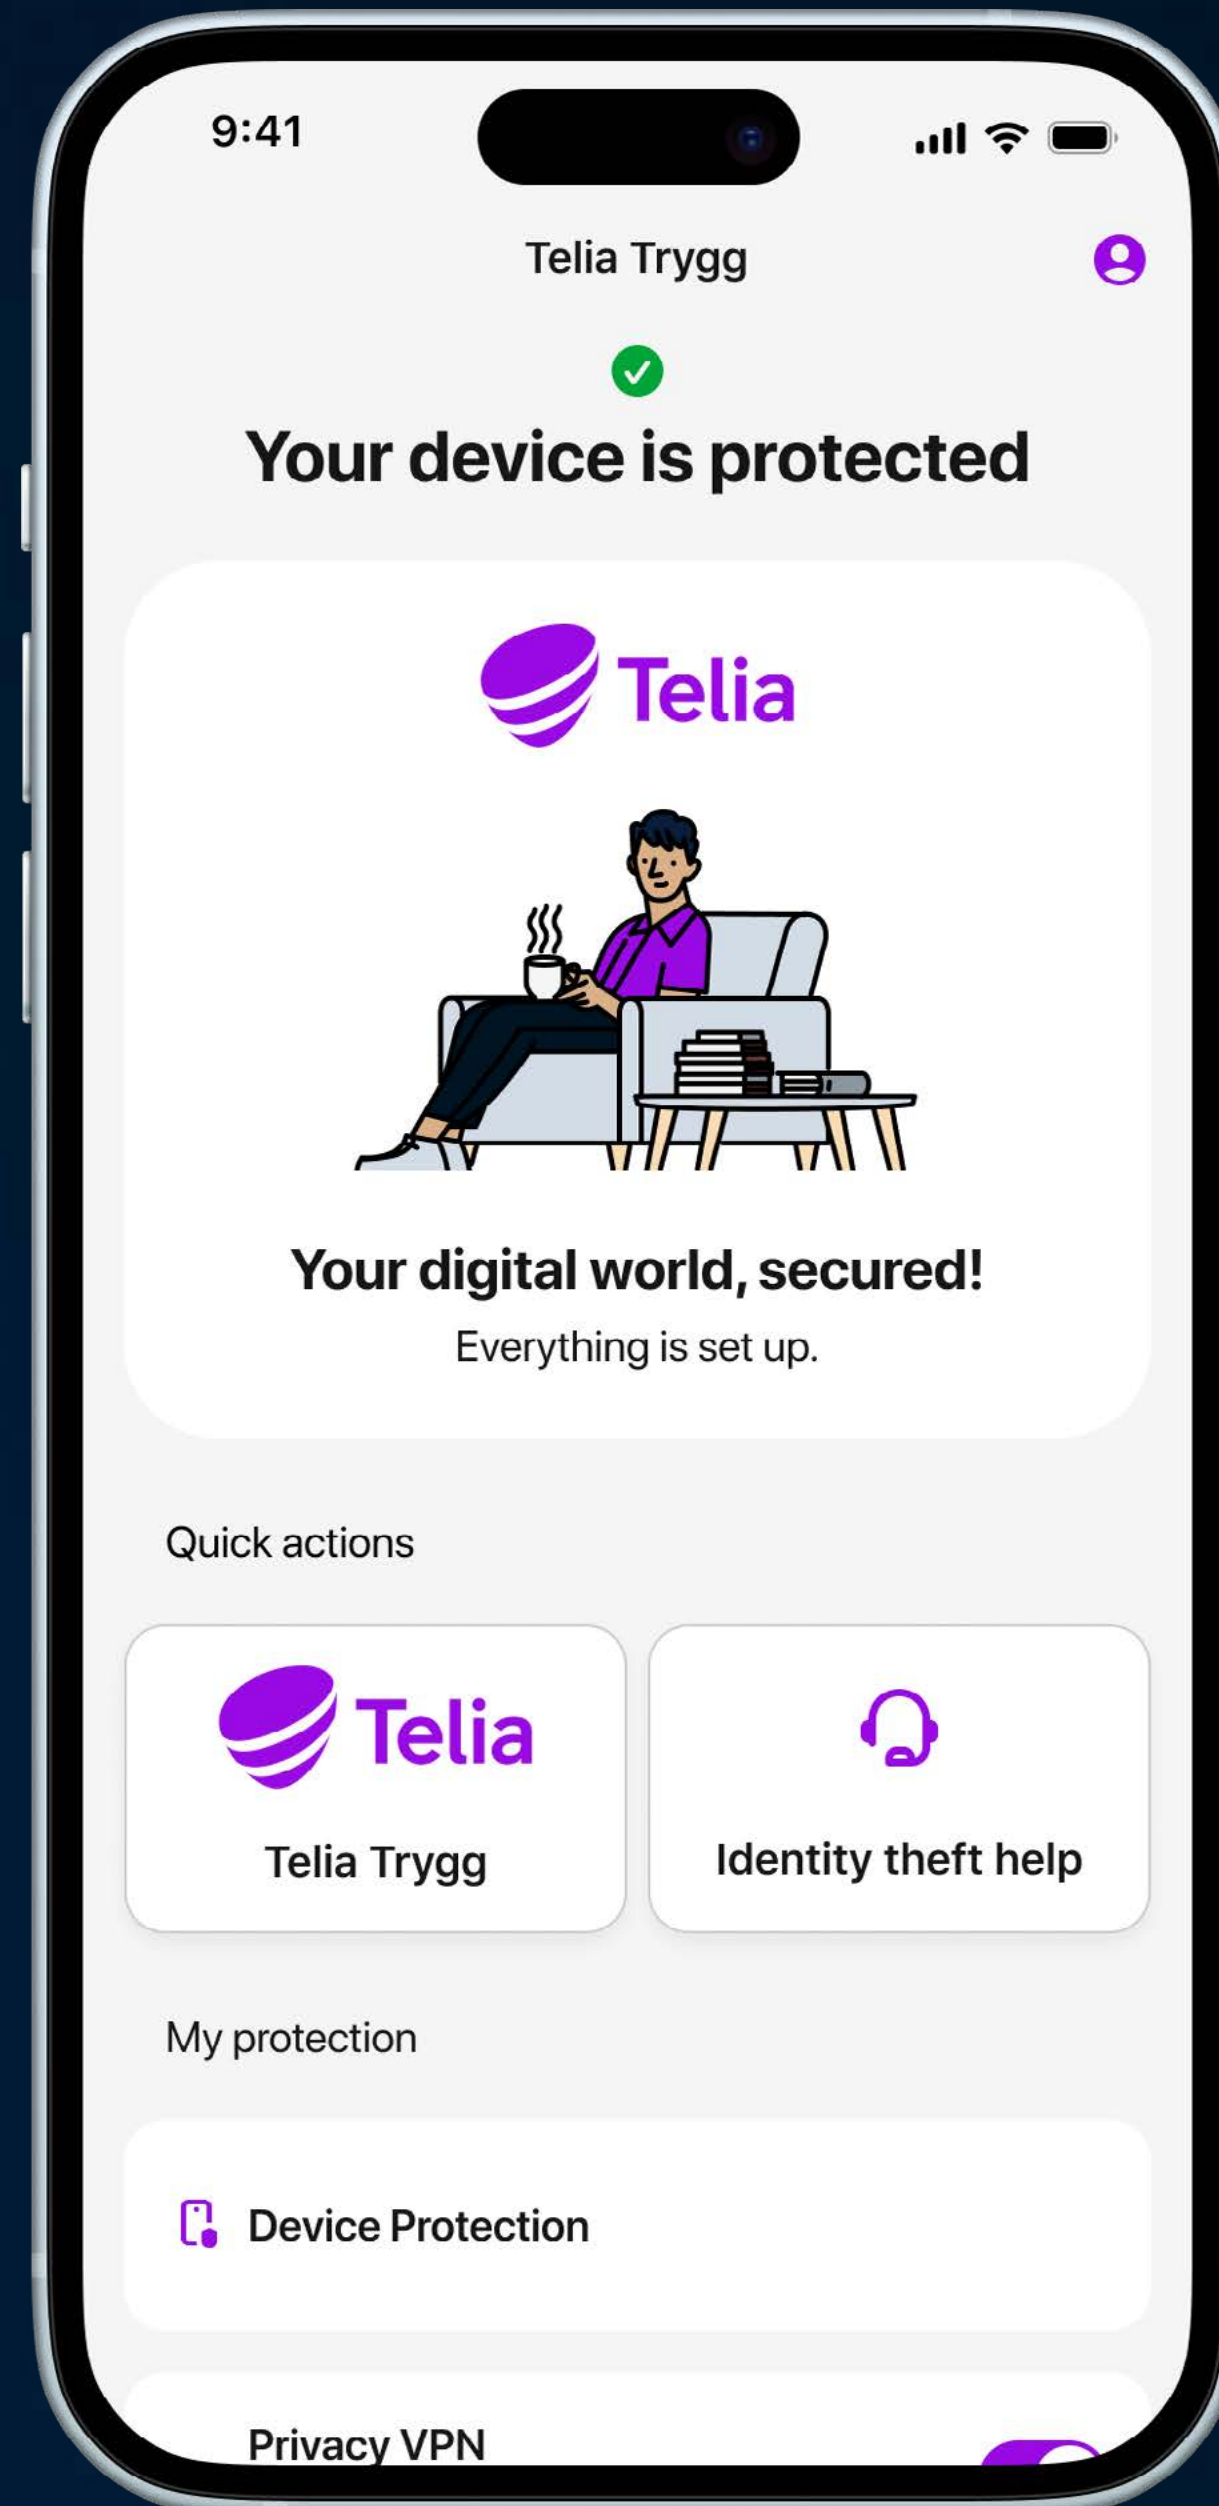 9:41
Telia Trygg
Your device is protected
Telia
Your digital world, secured!
Everything is set up.
Quick actions
Telia
Telia Trygg
Identity theft help
My protection
Device Protection
Privacy VPN